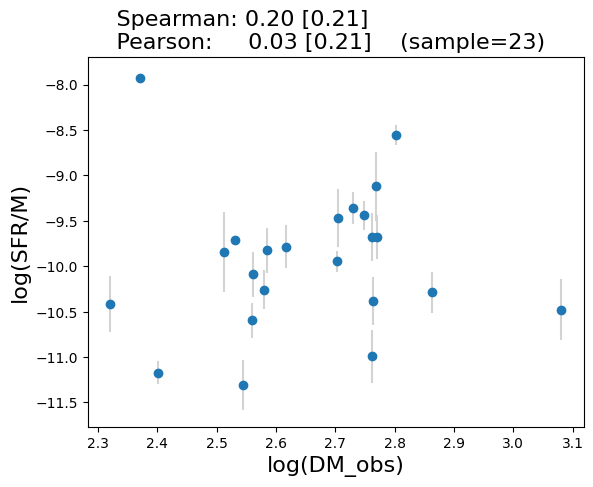 Spearman: 0.20 [0.21]
Pearson: 0.03 [0.21] (sample=23)
−8.0
−8.5
−9.0
−9.5
−10.0
−10.5
−11.0
−11.5
log(SFR/M)
2.3 2.4 2.5 2.6 2.7 2.8 2.9 3.0 3.1
log(DM_obs)